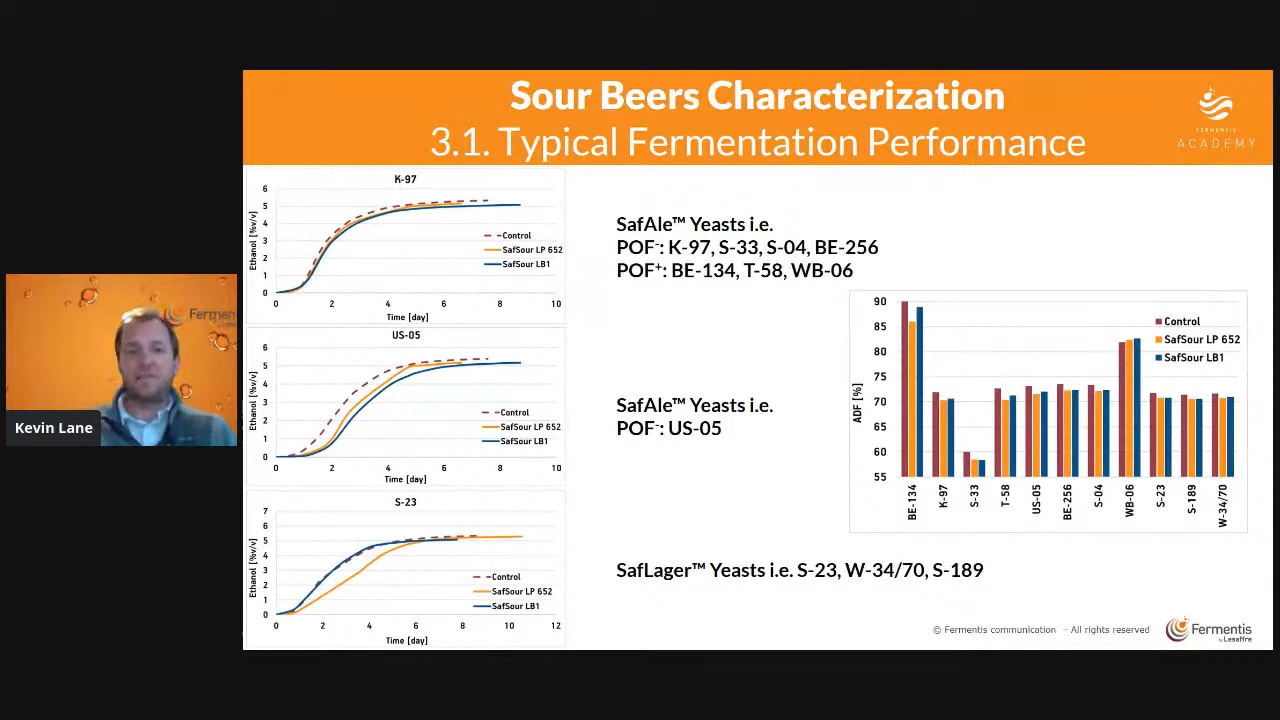 Sour Beers Characterization
3.1. Typical Fermentation Performance
FERMENTIS
ACADEMY
K-97
Ethanol [%v/v]
6
5
4
3
2
1
0
Control
SafSour LP 652
SafSour LB1
0 2 4 6 8 10
Time [day]
US-05
Ethanol [%v/v]
6
5
4
3
2
1
0
Control
SafSour LP 652
SafSour LB1
0 2 4 6 8 10
Time [day]
S-23
Ethanol [%v/v]
7
6
5
4
3
2
1
0
Control
SafSour LP 652
SafSour LB1
0 2 4 6 8 10 12
Time [day]
SafAle™ Yeasts i.e.
POF⁻: K-97, S-33, S-04, BE-256
POF⁺: BE-134, T-58, WB-06
SafAle™ Yeasts i.e.
POF⁻: US-05
ADF [%]
90
85
80
75
70
65
60
55
Control
SafSour LP 652
SafSour LB1
BE-134
K-97
S-33
T-58
US-05
BE-256
S-04
WB-06
S-23
S-189
W-34/70
SafLager™ Yeasts i.e. S-23, W-34/70, S-189
© Fermentis communication – All rights reserved
Fermentis
by Lesaffre
Kevin Lane